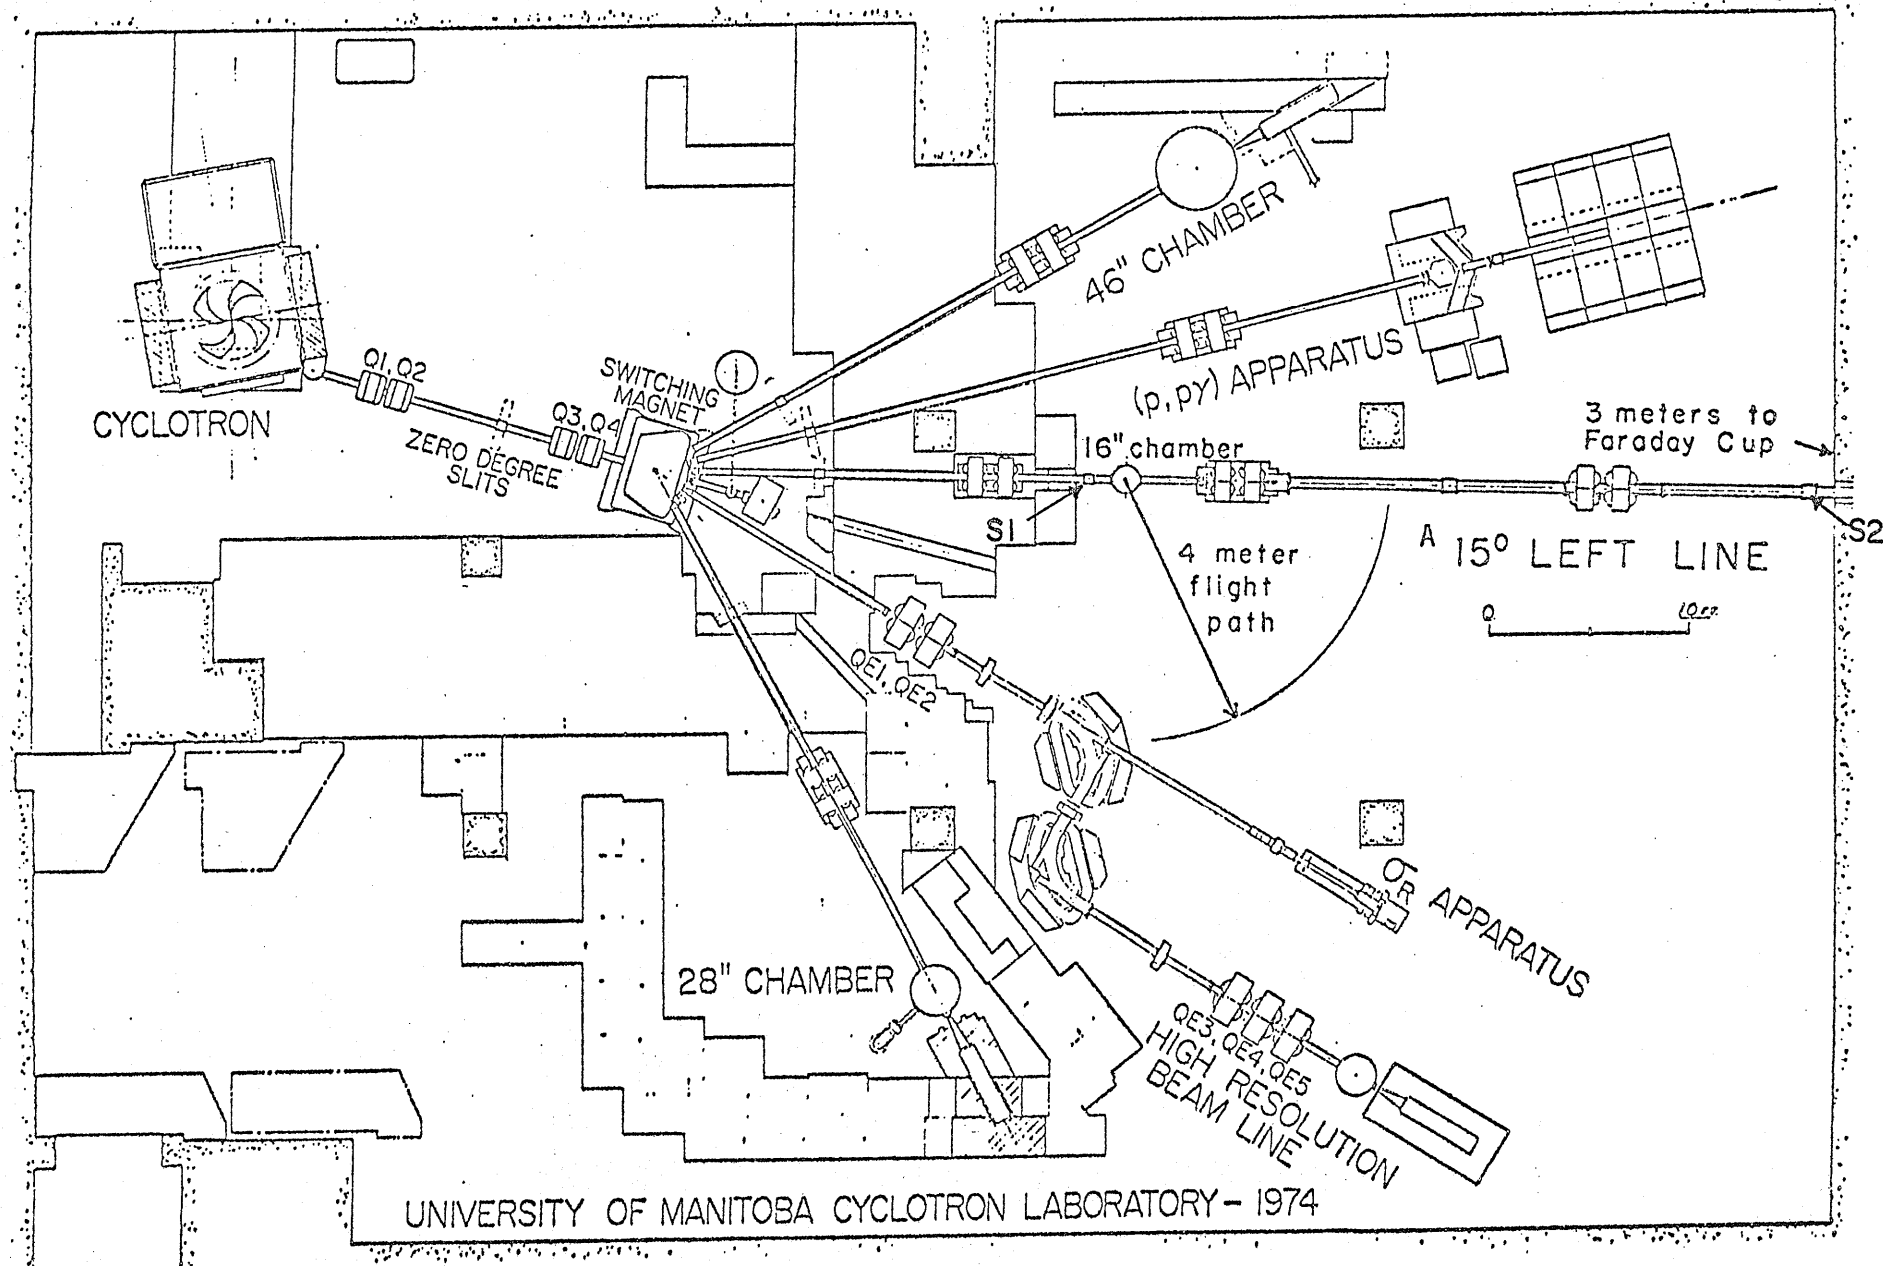 46" CHAMBER
(p,pγ) APPARATUS
Q1, Q2
CYCLOTRON
SWITCHING
MAGNET
Q3, Q4
ZERO DEGREE
SLITS
16" chamber
3 meters to
Faraday Cup
S1
S2
A 15° LEFT LINE
4 meter
flight
path
0
QE1, QE2
σR APPARATUS
28" CHAMBER
QE3, QE4, QE5
HIGH RESOLUTION
BEAM LINE
UNIVERSITY OF MANITOBA CYCLOTRON LABORATORY - 1974